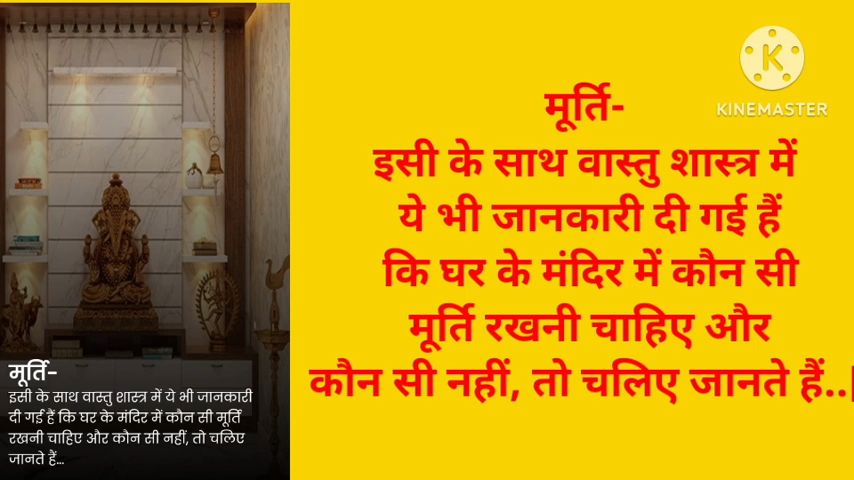 मूर्ति-
इसी के साथ वास्तु शास्त्र में ये भी जानकारी
दी गई हैं कि घर के मंदिर में कौन सी मूर्ति
रखनी चाहिए और कौन सी नहीं, तो चलिए
जानते हैं...
KINEMASTER
मूर्ति-
इसी के साथ वास्तु शास्त्र में
ये भी जानकारी दी गई हैं
कि घर के मंदिर में कौन सी
मूर्ति रखनी चाहिए और
कौन सी नहीं, तो चलिए जानते हैं..|